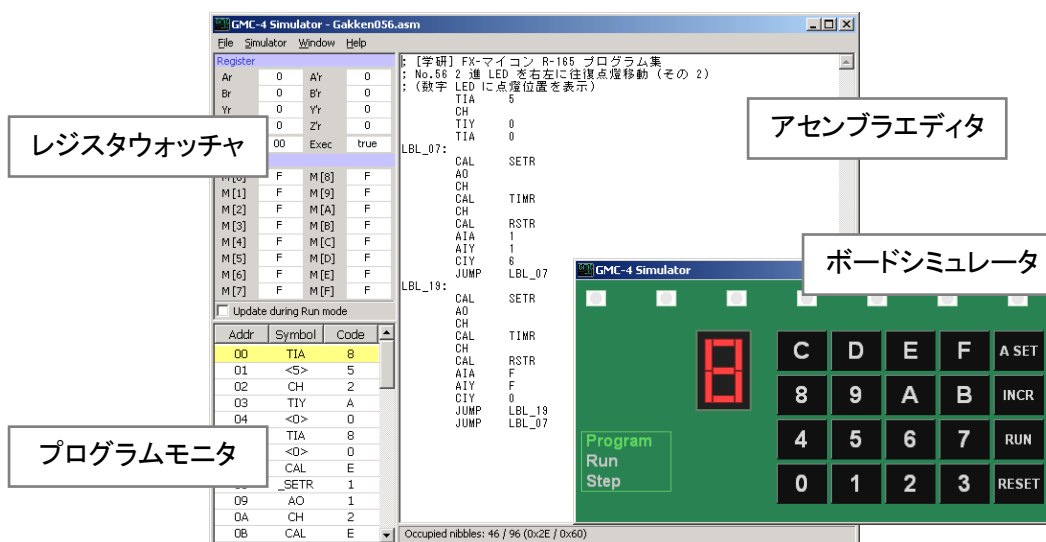 GMC-4 Simulator - Gakken056.asm
File Simulator Window Help
Register
Ar 0 A'r 0
Br 0 B'r 0
Yr 0 Y'r 0
0 Z'r 0
00 Exec true
F M [8] F
M [1] F M [9] F
M [2] F M [A] F
M [3] F M [B] F
M [4] F M [C] F
M [5] F M [D] F
M [6] F M [E] F
M [7] F M [F] F
Update during Run mode
Addr Symbol Code
00 TIA 8
01 <5> 5
02 CH 2
03 TIY A
04 <0> 0
TIA 8
<0> 0
CAL E
_SETR 1
09 AO 1
0A CH 2
0B CAL E
; [学研] FX-マイコン R-165 プログラム集
; No.56 2 進 LED を右左に往復点燈移動 (その 2)
; (数字 LED に点燈位置を表示)
TIA 5
CH
TIY 0
TIA 0
LBL_07:
CAL SETR
AO
CH
CAL TIMR
CH
CAL RSTR
AIA 1
AIY 1
CIY 6
JUMP LBL_07
LBL_19:
CAL SETR
AO
CH
CAL TIMR
CH
CAL RSTR
AIA F
AIY F
CIY 0
JUMP LBL_19
JUMP LBL_07
Occupied nibbles: 46 / 96 (0x2E / 0x60)
レジスタウォッチャ
プログラムモニタ
アセンブラエディタ
ボードシミュレータ
GMC-4 Simulator
8
C D E F A SET
8 9 A B INCR
4 5 6 7 RUN
0 1 2 3 RESET
Program
Run
Step